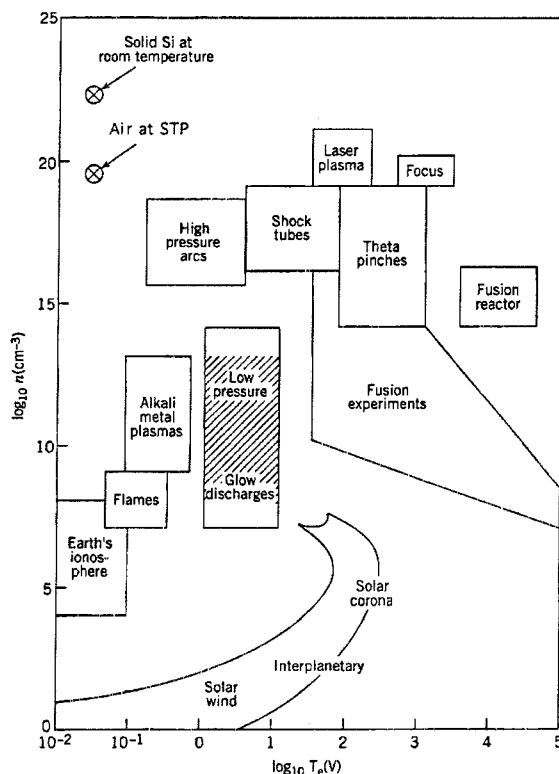 25
Solid Si at
room temperature
Air at STP
20
Laser
plasma
Focus
High
pressure
arcs
Shock
tubes
Theta
pinches
15
Fusion
reactor
log₁₀ n(cm⁻³)
Alkali
metal
plasmas
Low
pressure
Fusion
experiments
10
Flames
Glow
discharges
Earth's
ionos-
phere
5
Solar
corona
Interplanetary
Solar
wind
0
10⁻² 10⁻¹ 0 1 2 3 4 5
log₁₀ Tₑ(V)